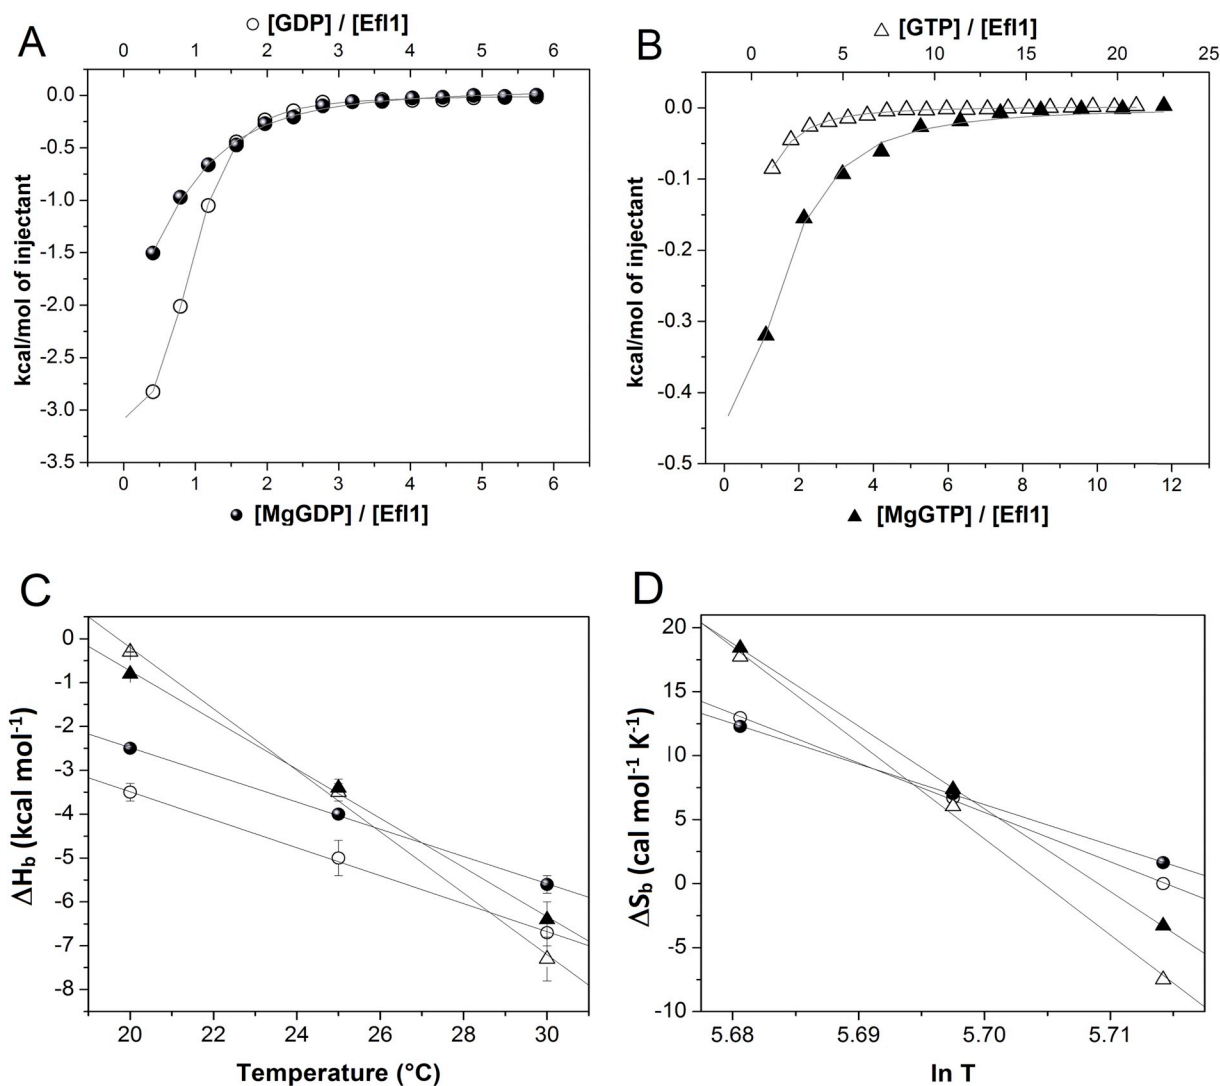 A
○ [GDP] / [Efl1]
0 1 2 3 4 5 6
0.0
-0.5
-1.0
-1.5
-2.0
-2.5
-3.0
-3.5
kcal/mol of injectant
0 1 2 3 4 5 6
[MgGDP] / [Efl1]
B
△ [GTP] / [Efl1]
0 5 10 15 20 25
0.0
-0.1
-0.2
-0.3
-0.4
-0.5
kcal/mol of injectant
0 2 4 6 8 10 12
▲ [MgGTP] / [Efl1]
C
0
-1
-2
-3
-4
-5
-6
-7
-8
ΔHb (kcal mol-1)
20 22 24 26 28 30
Temperature (°C)
D
20
15
10
5
0
-5
-10
ΔSb (cal mol-1 K-1)
5.68 5.69 5.70 5.71
ln T